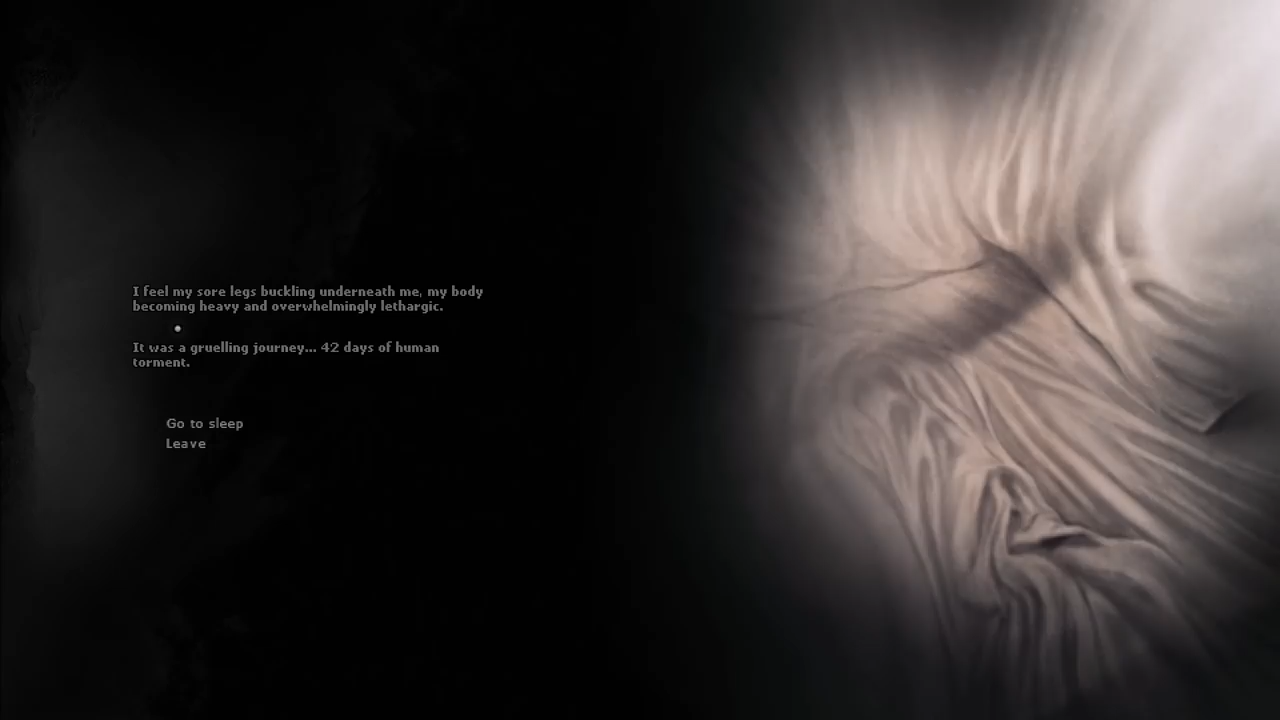 I feel my sore legs buckling underneath me, my body
becoming heavy and overwhelmingly lethargic.
It was a gruelling journey... 42 days of human
torment.
Go to sleep
Leave